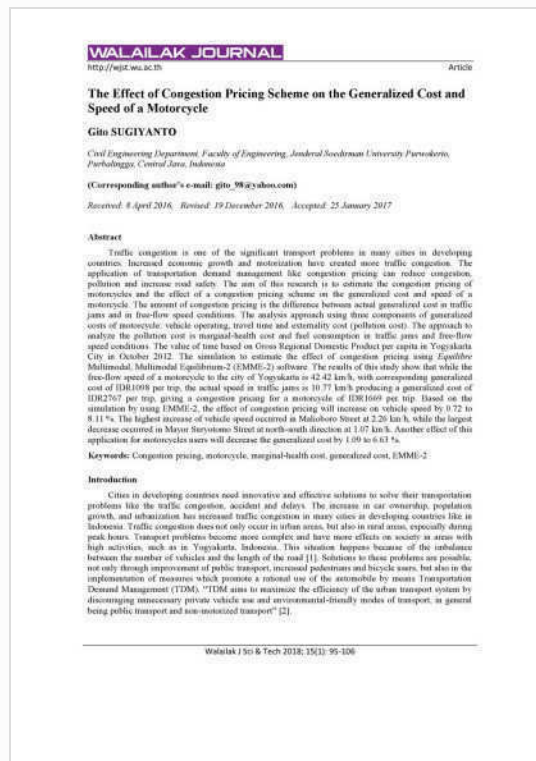 WALAILAK JOURNAL
http://wjst.wu.ac.th Article
The Effect of Congestion Pricing Scheme on the Generalized Cost and
Speed of a Motorcycle
Gito SUGIYANTO
Civil Engineering Department, Faculty of Engineering, Jenderal Soedirman University Purwokerto,
Purbalingga, Central Java, Indonesia
(Corresponding author's e-mail: gito_98@yahoo.com)
Received: 8 April 2016, Revised: 19 December 2016, Accepted: 25 January 2017
Abstract
Traffic congestion is one of the significant transport problems in many cities in developing
countries. Increased economic growth and motorization have created more traffic congestion. The
application of transportation demand management like congestion pricing can reduce congestion,
pollution and increase road safety. The aim of this research is to estimate the congestion pricing of
motorcycles and the effect of a congestion pricing scheme on the generalized cost and speed of a
motorcycle. The amount of congestion pricing is the difference between actual generalized cost in traffic
jams and in free-flow speed conditions. The analysis approach using three components of generalized
costs of motorcycle: vehicle operating, travel time and externality cost (pollution cost). The approach to
analyze the pollution cost is marginal-health cost and fuel consumption in traffic jams and free-flow
speed conditions. The value of time based on Gross Regional Domestic Product per capita in Yogyakarta
City in October 2012. The simulation to estimate the effect of congestion pricing using Equilibre
Multimodal, Multimodal Equilibrium-2 (EMME-2) software. The results of this study show that while the
free-flow speed of a motorcycle to the city of Yogyakarta is 42.42 km/h, with corresponding generalized
cost of IDR1098 per trip, the actual speed in traffic jams is 10.77 km/h producing a generalized cost of
IDR2767 per trip, giving a congestion pricing for a motorcycle of IDR1669 per trip. Based on the
simulation by using EMME-2, the effect of congestion pricing will increase on vehicle speed by 0.72 to
8.11 %. The highest increase of vehicle speed occurred in Malioboro Street at 2.26 km/h, while the largest
decrease occurred in Mayor Suryotomo Street at north-south direction at 1.07 km/h. Another effect of this
application for motorcycles users will decrease the generalized cost by 1.09 to 6.63 %.
Keywords: Congestion pricing, motorcycle, marginal-health cost, generalized cost, EMME-2
Introduction
Cities in developing countries need innovative and effective solutions to solve their transportation
problems like the traffic congestion, accident and delays. The increase in car ownership, population
growth, and urbanization has increased traffic congestion in many cities in developing countries like in
Indonesia. Traffic congestion does not only occur in urban areas, but also in rural areas, especially during
peak hours. Transport problems become more complex and have more effects on society in areas with
high activities, such as in Yogyakarta, Indonesia. This situation happens because of the imbalance
between the number of vehicles and the length of the road [1]. Solutions to these problems are possible,
not only through improvement of public transport, increased pedestrians and bicycle users, but also in the
implementation of measures which promote a rational use of the automobile by means Transportation
Demand Management (TDM). "TDM aims to maximize the efficiency of the urban transport system by
discouraging unnecessary private vehicle use and environmental-friendly modes of transport, in general
being public transport and non-motorized transport" [2].
Walailak J Sci & Tech 2018; 15(1): 95-106